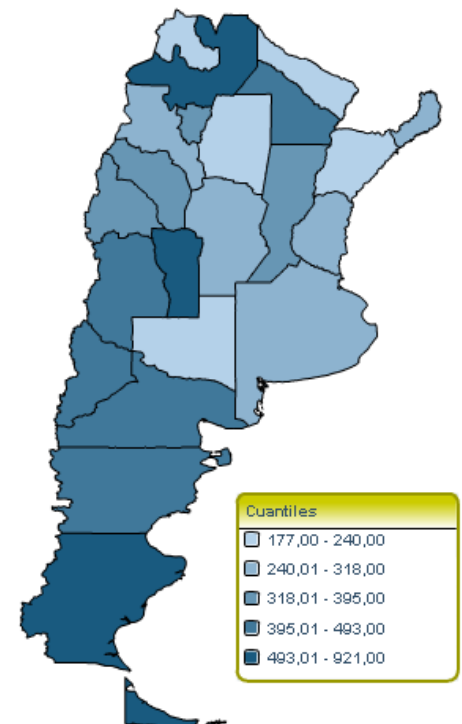 Cuantiles
177,00 - 240,00
240,01 - 318,00
318,01 - 395,00
395,01 - 493,00
493,01 - 921,00